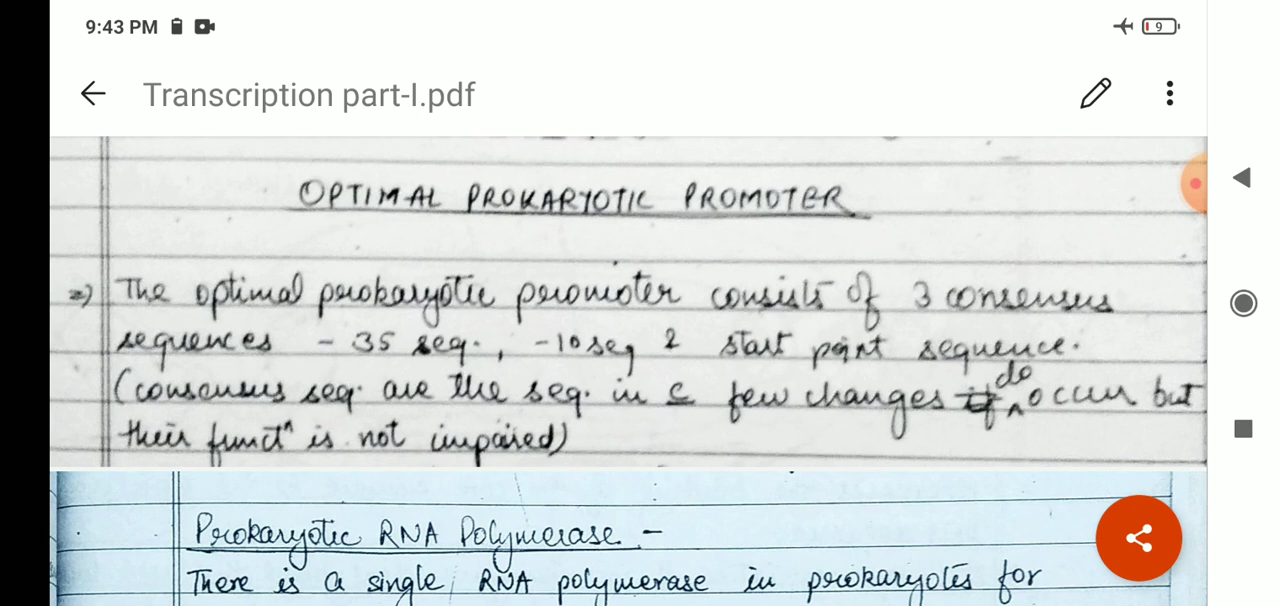 9:43 PM
9
Transcription part-I.pdf
OPTIMAL PROKARYOTIC PROMOTER
⇒) The optimal prokaryotic promoter consists of 3 consensus
sequences - 35 seq., -10 seq & start point sequence.
(consensus seq. are the seq. in c few changes do occur but
their functⁿ is not impaired)
Prokaryotic RNA Polymerase :-
There is a single RNA polymerase in prokaryotes for